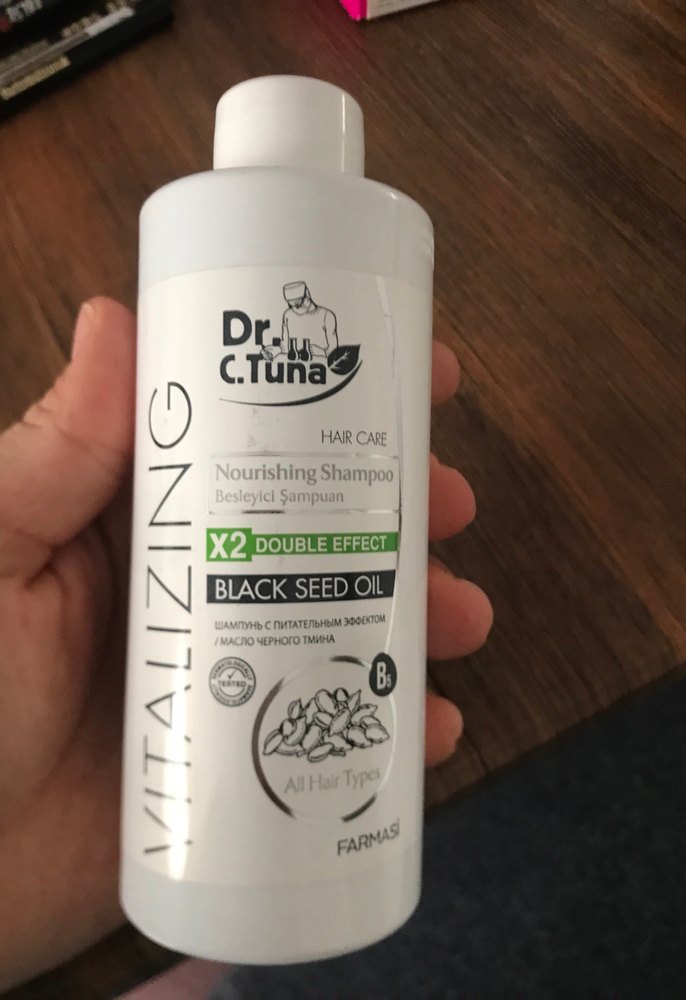 VITALIZING
Dr.
C.Tuna
HAIR CARE
Nourishing Shampoo
Besleyici Şampuan
X2 DOUBLE EFFECT
BLACK SEED OIL
ШАМПУНЬ С ПИТАТЕЛЬНЫМ ЭФФЕКТОМ
/ МАСЛО ЧЕРНОГО ТМИНА
DERMATOLOGICALLY
TESTED
B5
All Hair Types
FARMASİ